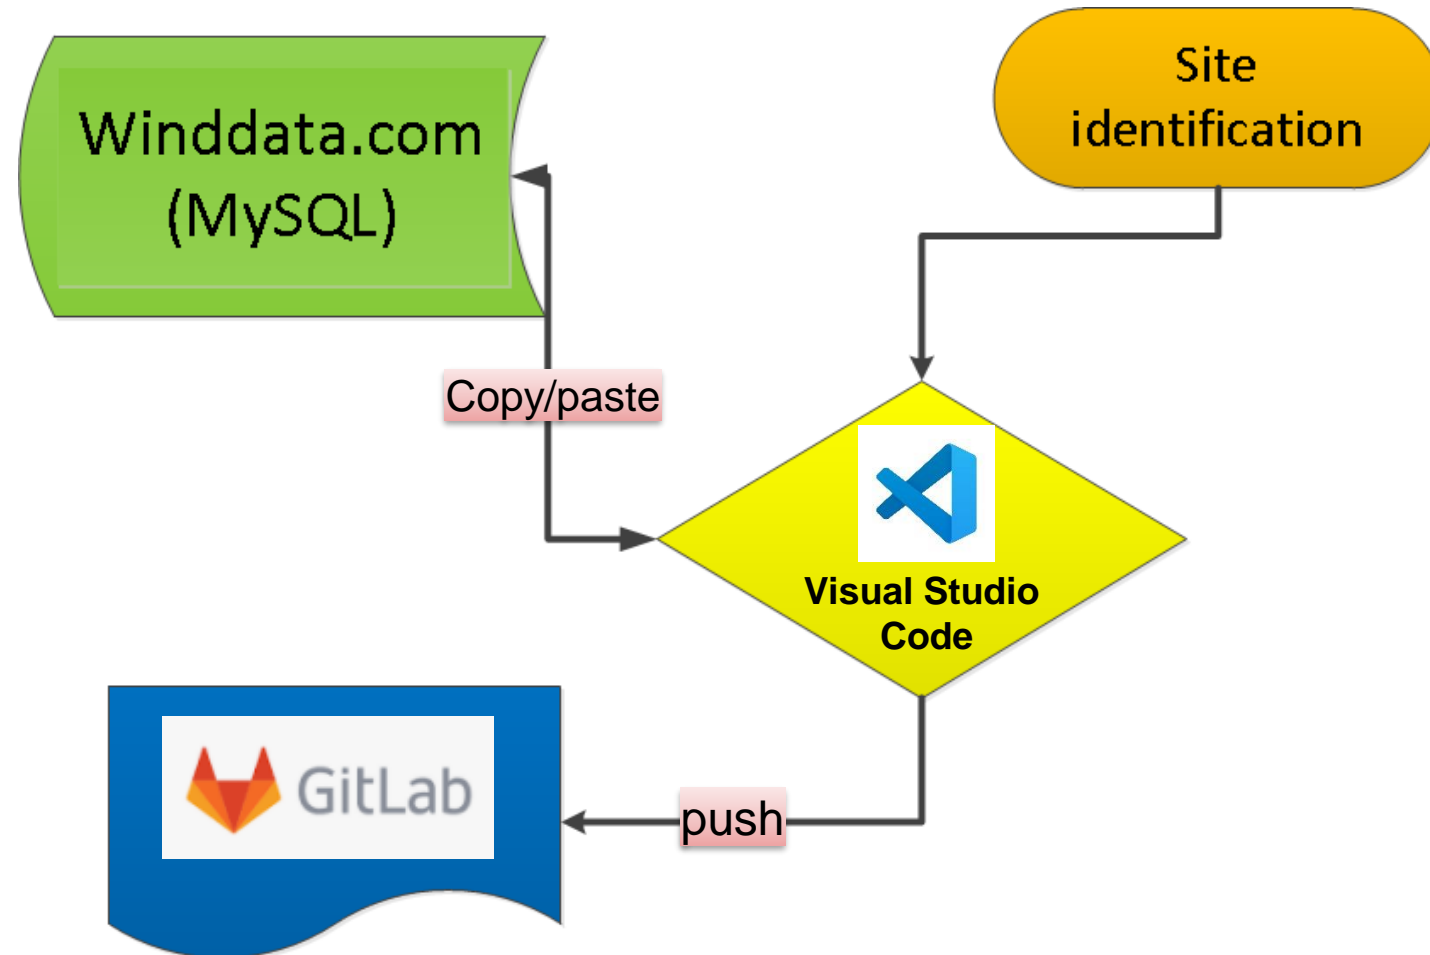 Winddata.com
(MySQL)
Site
identification
Copy/paste
Visual Studio
Code
GitLab
push